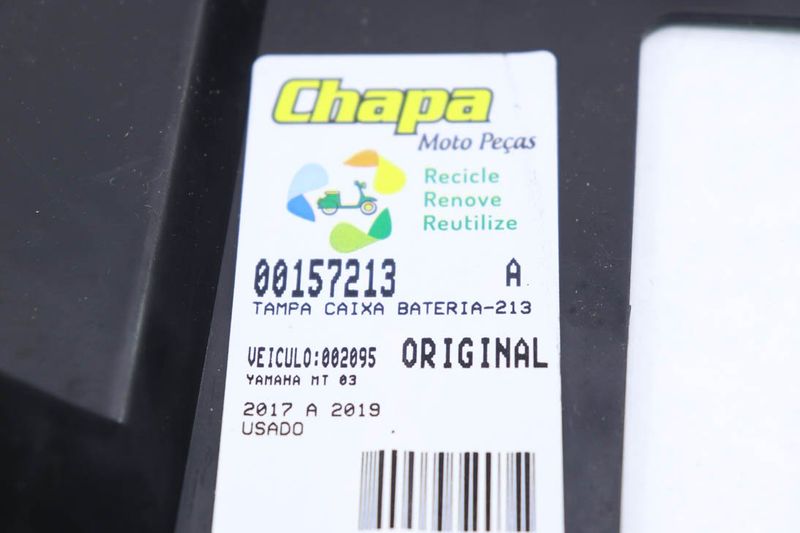 Chapa
Moto Peças
Recicle
Renove
Reutilize
00157213 A
TAMPA CAIXA BATERIA-213
VEICULO:002095 ORIGINAL
YAMAHA MT 03
2017 A 2019
USADO